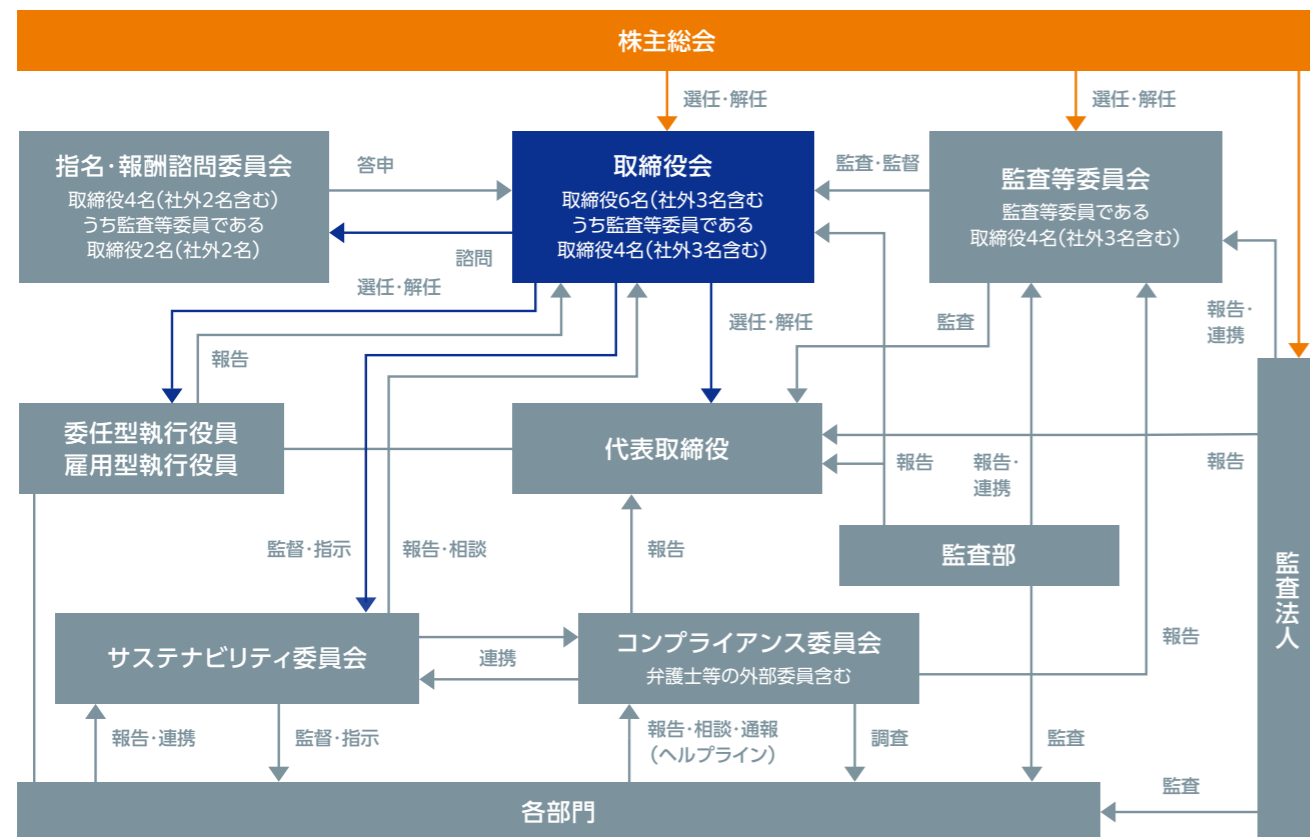 株主総会
選任・解任
選任・解任
指名・報酬諮問委員会
取締役4名(社外2名含む)
うち監査等委員である
取締役2名(社外2名)
答申
諮問
取締役会
取締役6名(社外3名含む
うち監査等委員である
取締役4名(社外3名含む)
監査・監督
監査等委員会
監査等委員である
取締役4名(社外3名含む)
選任・解任
報告
選任・解任
監査
報告・
連携
委任型執行役員
雇用型執行役員
代表取締役
報告
報告・
連携
報告
監督・指示
報告・相談
報告
監査部
監査法人
サステナビリティ委員会
連携
コンプライアンス委員会
弁護士等の外部委員含む
報告
報告・連携
監督・指示
報告・相談・通報
(ヘルプライン)
調査
監査
監査
各部門